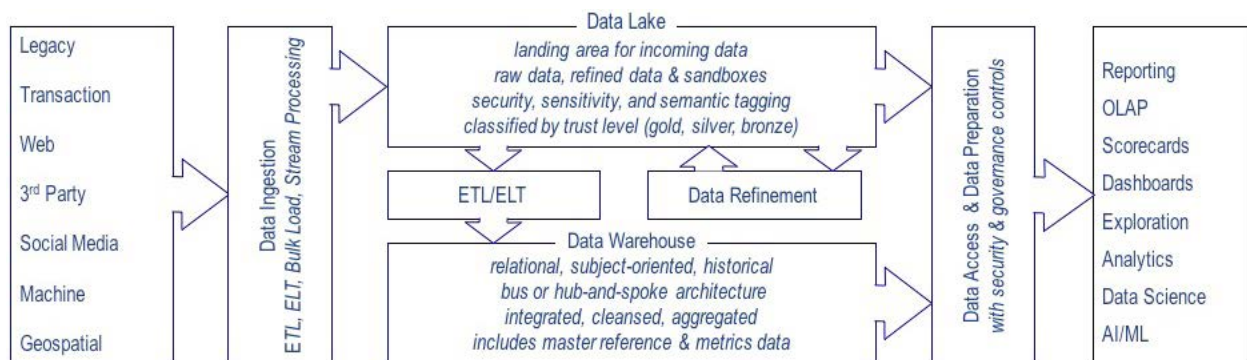 Legacy
Transaction
Web
3rd Party
Social Media
Machine
Geospatial
Data Ingestion
ETL, ELT, Bulk Load, Stream Processing
Data Lake
landing area for incoming data
raw data, refined data & sandboxes
security, sensitivity, and semantic tagging
classified by trust level (gold, silver, bronze)
ETL/ELT
Data Refinement
Data Warehouse
relational, subject-oriented, historical
bus or hub-and-spoke architecture
integrated, cleansed, aggregated
includes master reference & metrics data
Data Access & Data Preparation
with security & governance controls
Reporting
OLAP
Scorecards
Dashboards
Exploration
Analytics
Data Science
AI/ML